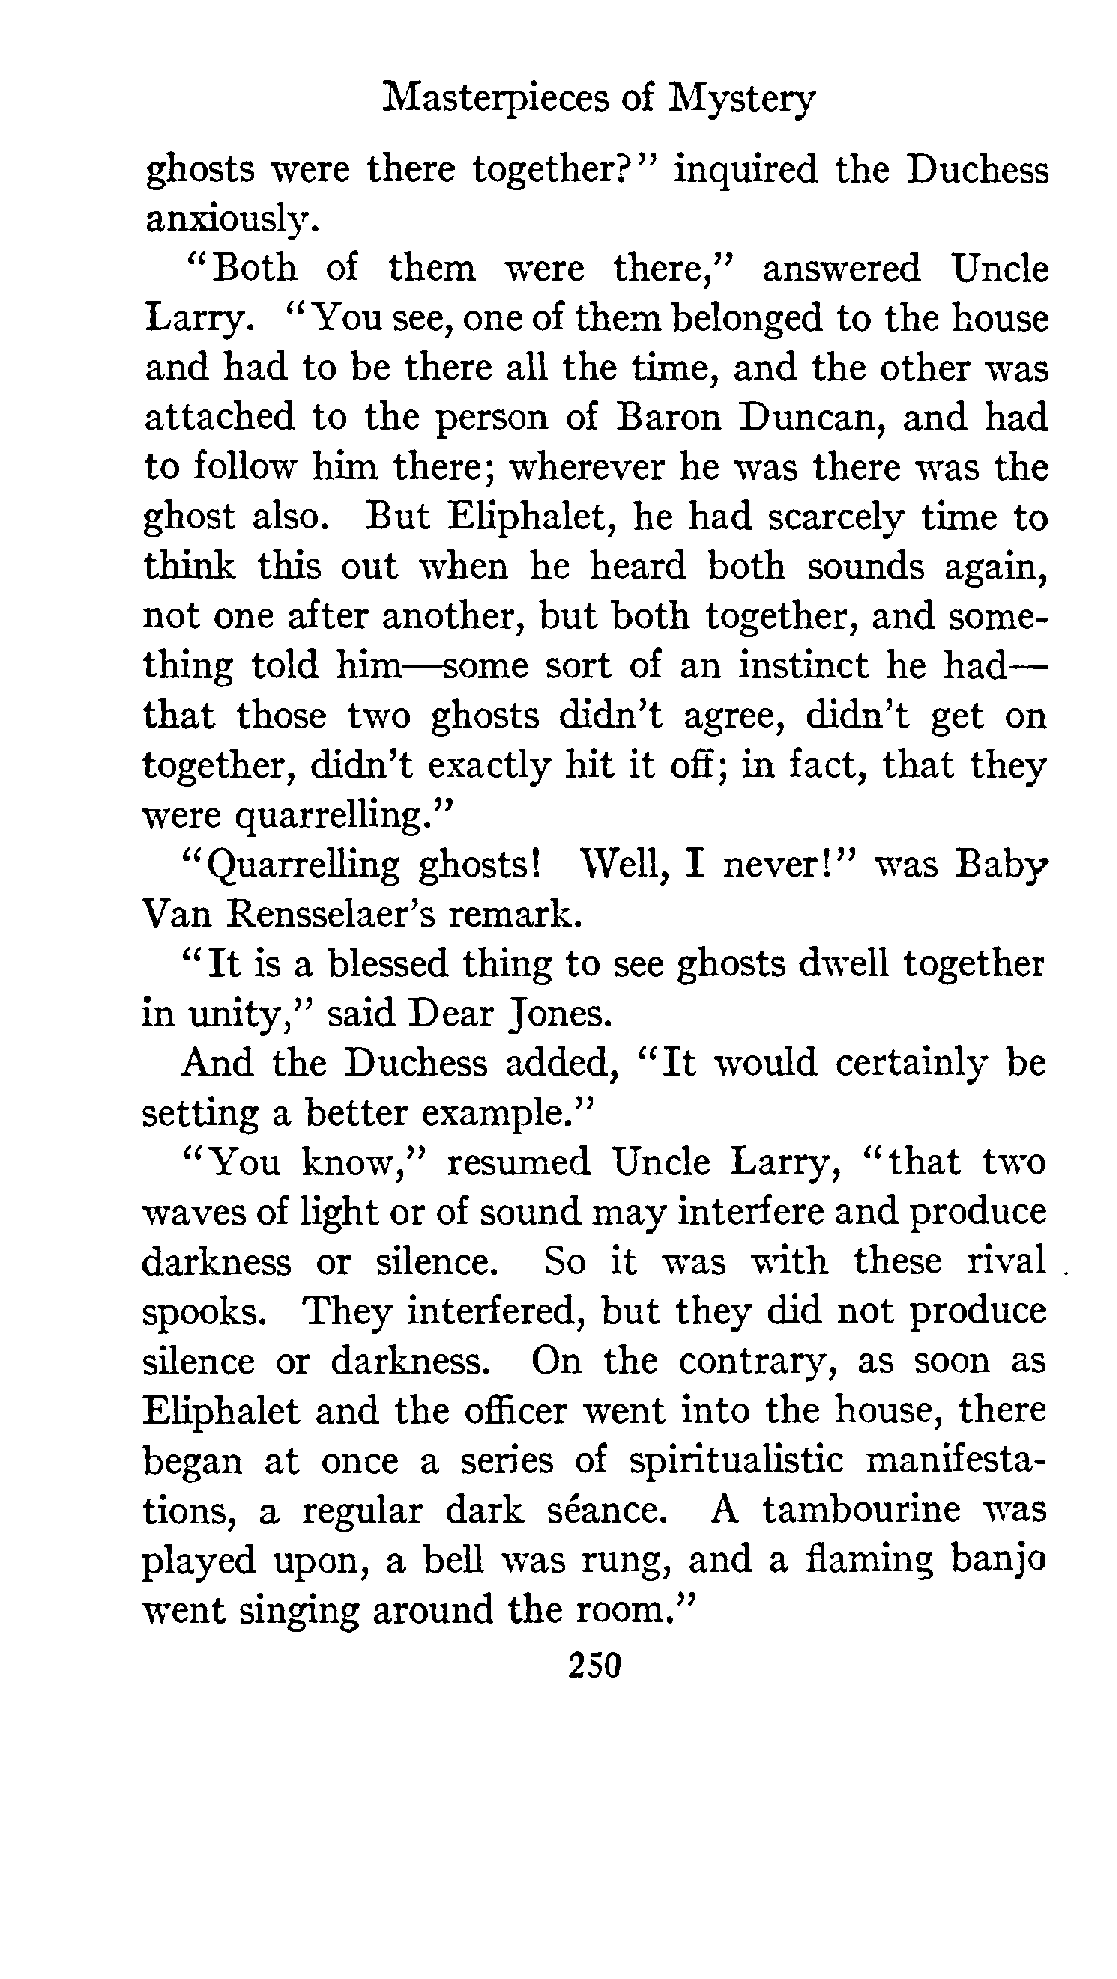 Masterpieces of Mystery
ghosts were there together?" inquired the Duchess
anxiously.
"Both of them were there," answered Uncle
Larry. "You see, one of them belonged to the house
and had to be there all the time, and the other was
attached to the person of Baron Duncan, and had
to follow him there; wherever he was there was the
ghost also. But Eliphalet, he had scarcely time to
think this out when he heard both sounds again,
not one after another, but both together, and some-
thing told him—some sort of an instinct he had—
that those two ghosts didn't agree, didn't get on
together, didn't exactly hit it off; in fact, that they
were quarrelling."
"Quarrelling ghosts! Well, I never!" was Baby
Van Rensselaer's remark.
"It is a blessed thing to see ghosts dwell together
in unity," said Dear Jones.
And the Duchess added, "It would certainly be
setting a better example."
"You know," resumed Uncle Larry, "that two
waves of light or of sound may interfere and produce
darkness or silence. So it was with these rival
spooks. They interfered, but they did not produce
silence or darkness. On the contrary, as soon as
Eliphalet and the officer went into the house, there
began at once a series of spiritualistic manifesta-
tions, a regular dark séance. A tambourine was
played upon, a bell was rung, and a flaming banjo
went singing around the room."
250